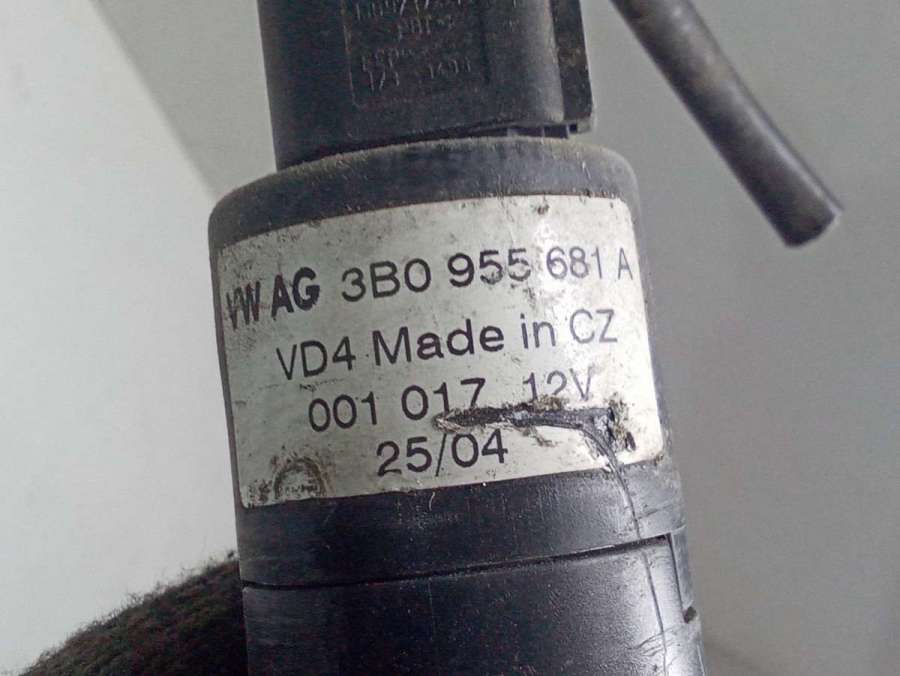 VW AG 3B0 955 681 A
VD4 Made in CZ
001 017 12V
25/04